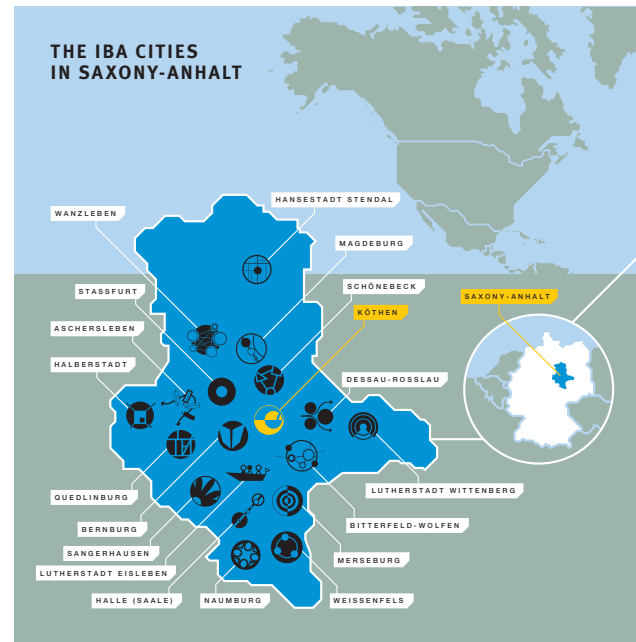 THE IBA CITIES
IN SAXONY-ANHALT
HANSESTADT STENDAL
WANZLEBEN
MAGDEBURG
STASSFURT
SCHÖNEBECK
SAXONY-ANHALT
KÖTHEN
ASCHERSLEBEN
HALBERSTADT
DESSAU-ROSSLAU
QUEDLINBURG
LUTHERSTADT WITTENBERG
BERNBURG
BITTERFELD-WOLFEN
SANGERHAUSEN
MERSEBURG
LUTHERSTADT EISLEBEN
HALLE (SAALE)
NAUMBURG
WEISSENFELS